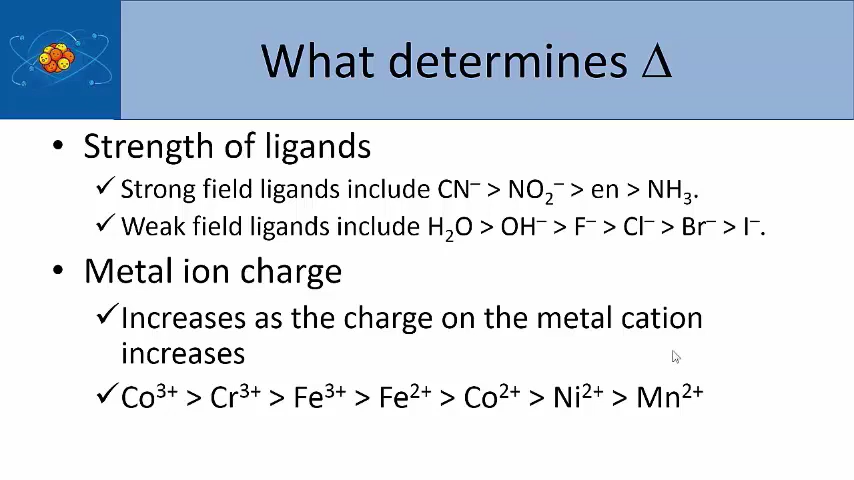 What determines Δ
• Strength of ligands
✓ Strong field ligands include CN⁻ > NO₂⁻ > en > NH₃.
✓ Weak field ligands include H₂O > OH⁻ > F⁻ > Cl⁻ > Br⁻ > I⁻.
• Metal ion charge
✓Increases as the charge on the metal cation
increases
✓Co³⁺ > Cr³⁺ > Fe³⁺ > Fe²⁺ > Co²⁺ > Ni²⁺ > Mn²⁺